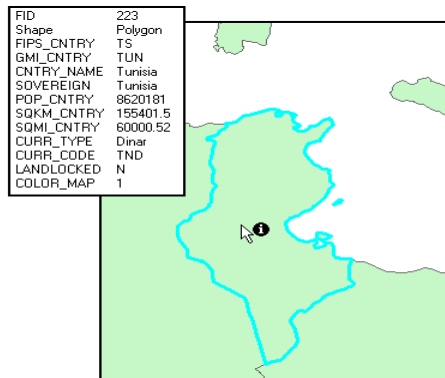 FID 223
Shape Polygon
FIPS_CNTRY TS
GMI_CNTRY TUN
CNTRY_NAME Tunisia
SOVEREIGN Tunisia
POP_CNTRY 8620181
SQKM_CNTRY 155401.5
SQMI_CNTRY 60000.52
CURR_TYPE Dinar
CURR_CODE TND
LANDLOCKED N
COLOR_MAP 1